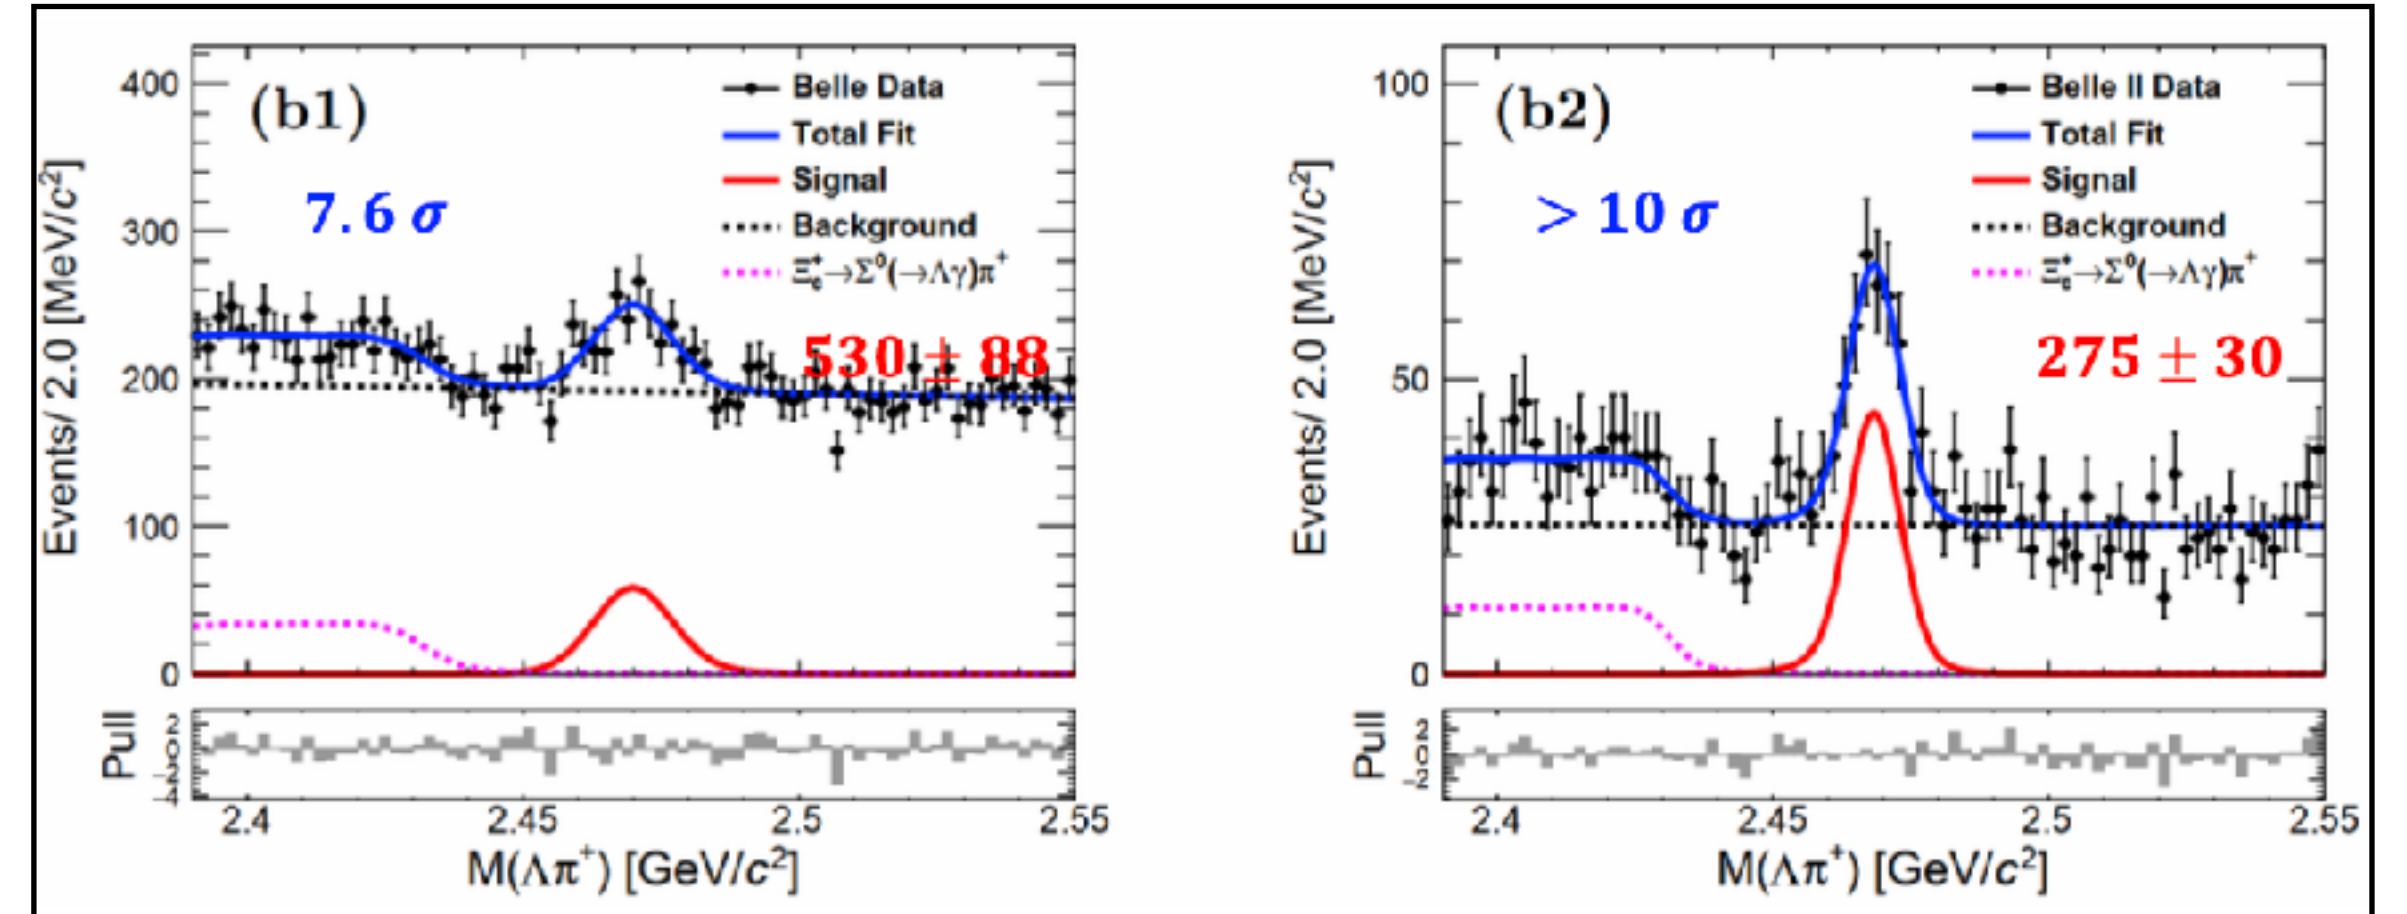 (b1)
7.6 σ
530 ± 88
Belle Data
Total Fit
Signal
Background
Ξc⁺→Σ⁰(→Λγ)π⁺
Events/ 2.0 [MeV/c²]
400
300
200
100
0
Pull
2
0
−2
−4
2.4 2.45 2.5 2.55
M(Λπ⁺) [GeV/c²]
(b2)
> 10 σ
275 ± 30
Belle II Data
Total Fit
Signal
Background
Ξc⁺→Σ⁰(→Λγ)π⁺
Events/ 2.0 [MeV/c²]
100
50
0
Pull
2
0
−2
2.4 2.45 2.5 2.55
M(Λπ⁺) [GeV/c²]